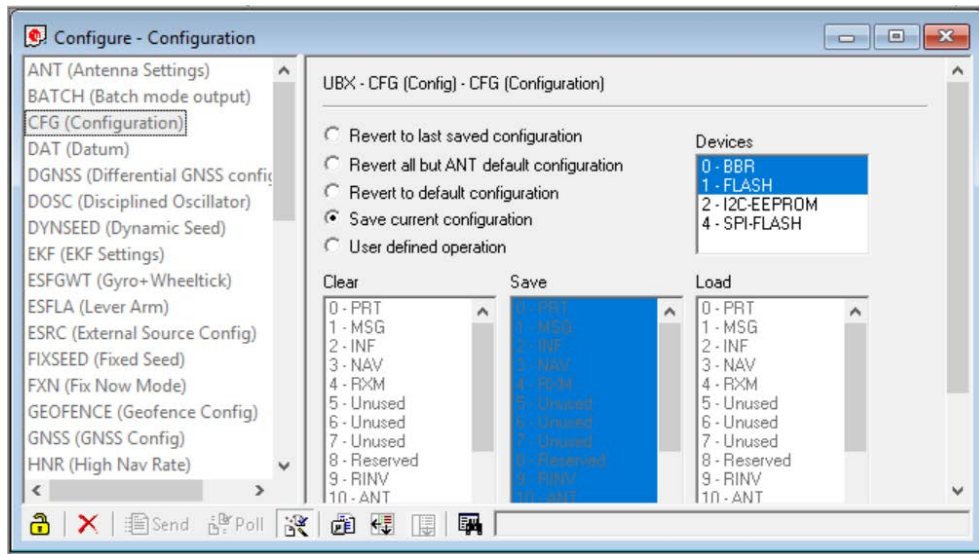 Configure - Configuration
ANT (Antenna Settings)
BATCH (Batch mode output)
CFG (Configuration)
DAT (Datum)
DGNSS (Differential GNSS config
DOSC (Disciplined Oscillator)
DYNSEED (Dynamic Seed)
EKF (EKF Settings)
ESFGWT (Gyro+Wheeltick)
ESFLA (Lever Arm)
ESRC (External Source Config)
FIXSEED (Fixed Seed)
FXN (Fix Now Mode)
GEOFENCE (Geofence Config)
GNSS (GNSS Config)
HNR (High Nav Rate)
UBX - CFG (Config) - CFG (Configuration)
Revert to last saved configuration
Revert all but ANT default configuration
Revert to default configuration
Save current configuration
User defined operation
Devices
0 - BBR
1 - FLASH
2 - I2C-EEPROM
4 - SPI-FLASH
Clear
0 - PRT
1 - MSG
2 - INF
3 - NAV
4 - RXM
5 - Unused
6 - Unused
7 - Unused
8 - Reserved
9 - RINV
10 - ANT
Save
0 - PRT
1 - MSG
2 - INF
3 - NAV
4 - RXM
5 - Unused
6 - Unused
7 - Unused
8 - Reserved
9 - RINV
10 - ANT
Load
0 - PRT
1 - MSG
2 - INF
3 - NAV
4 - RXM
5 - Unused
6 - Unused
7 - Unused
8 - Reserved
9 - RINV
10 - ANT
Send
Poll